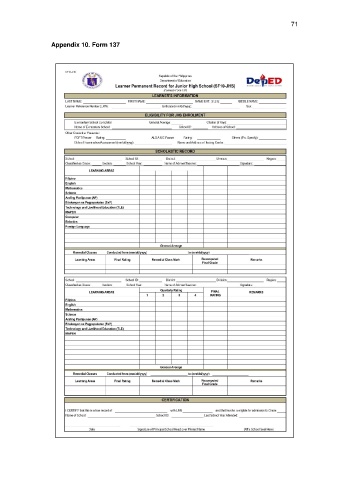 71
Appendix 10. Form 137
Republic of the Philippines
Department of Education
DepED
Learner Permanent Record for Junior High School (SF10-JHS)
(Formerly Form 137)
LEARNER'S INFORMATION
LAST NAME: FIRST NAME: NAME EXT. (Jr,I,II): MIDDLE NAME:
Learner Reference Number (LRN): Birthdate (mm/dd/yyyy): Sex:
ELIGIBILITY FOR JHS ENROLMENT
Elementary School Completer General Average: Citation (if Any):
Name of Elementary School: School ID: Address of School:
Other Credential Presented
PEPT Passer Rating: ALS A&E Passer Rating: Others (Pls. Specify):
Date of Examination/Assessment (mm/dd/yyyy): Name and Address of Testing Center:
SCHOLASTIC RECORD
School: School ID: District: Division: Region:
Classified as Grade: Section: School Year: Name of Adviser/Teacher: Signature:
LEARNING AREAS
Filipino
English
Mathematics
Science
Araling Panlipunan (AP)
Edukasyon sa Pagpapakatao (EsP)
Technology and Livelihood Education (TLE)
MAPEH
Computer
Robotics
Foreign Language
General Average
Remedial Classes Conducted from (mm/dd/yyyy) to (mm/dd/yyyy)
Learning Areas Final Rating Remedial Class Mark Recomputed Final Grade Remarks
School: School ID: District: Division: Region:
Classified as Grade: Section: School Year: Name of Adviser/Teacher: Signature:
LEARNING AREAS Quarterly Rating FINAL RATING REMARKS
1 2 3 4
Filipino
English
Mathematics
Science
Araling Panlipunan (AP)
Edukasyon sa Pagpapakatao (EsP)
Technology and Livelihood Education (TLE)
MAPEH
General Average
Remedial Classes Conducted from (mm/dd/yyyy) to (mm/dd/yyyy)
Learning Areas Final Rating Remedial Class Mark Recomputed Final Grade Remarks
CERTIFICATION
I CERTIFY that this is a true record of with LRN and that he/she is eligible for admission to Grade
Name of School: School ID: Last School Year Attended:
Date Signature of Principal/School Head over Printed Name (Affix School Seal Here)